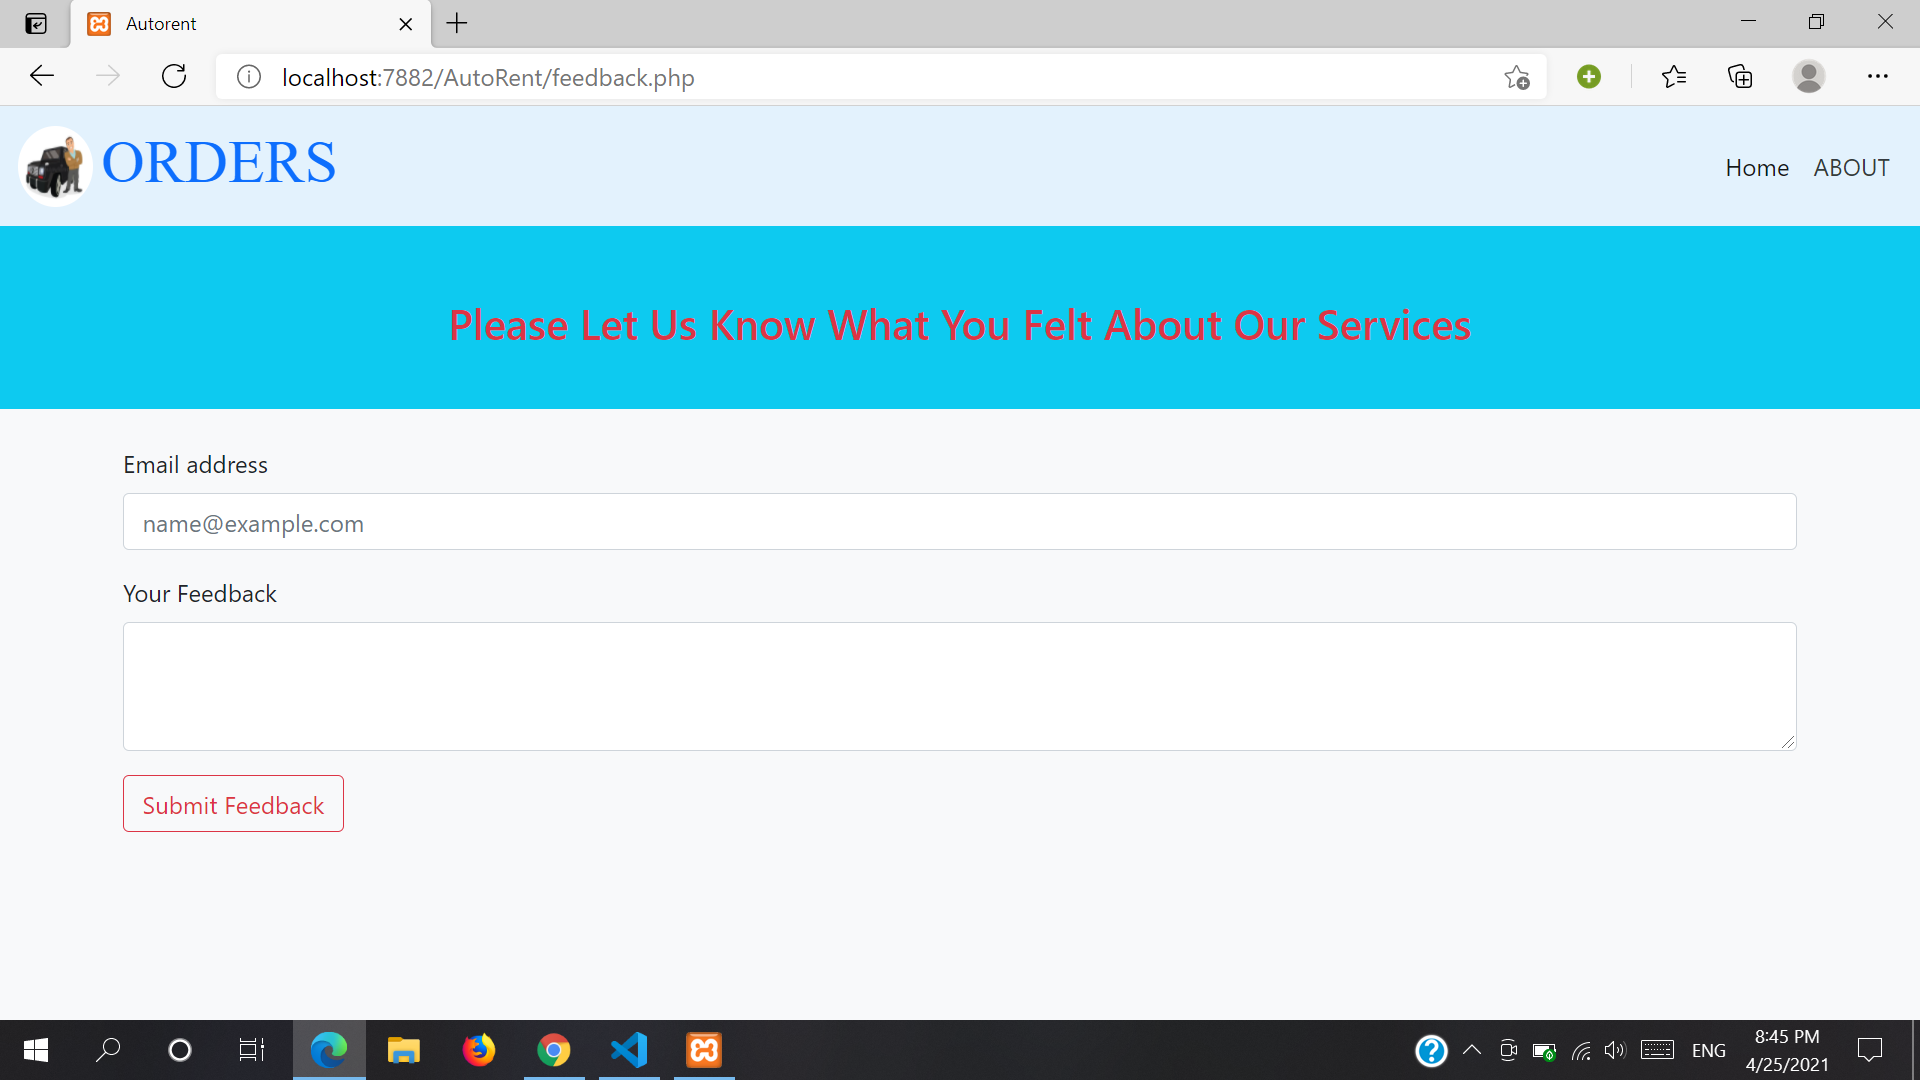 Autorent
localhost:7882/AutoRent/feedback.php
ORDERS
Home ABOUT
Please Let Us Know What You Felt About Our Services
Email address
name@example.com
Your Feedback
Submit Feedback
ENG
8:45 PM
4/25/2021